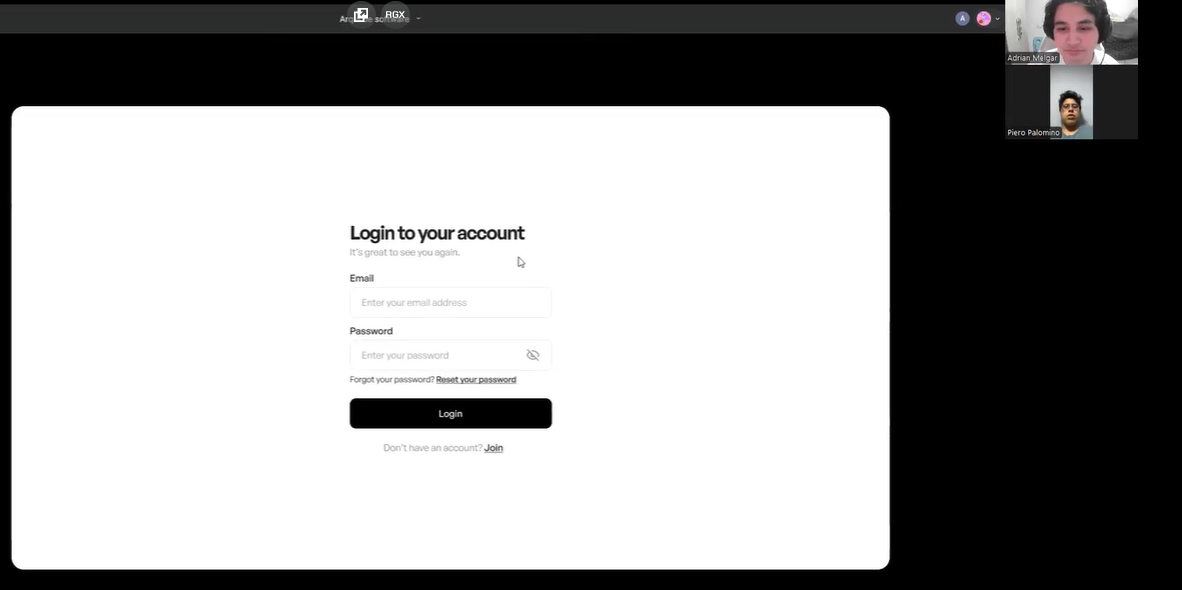 RGX
A
Adrian Melgar
Piero Palomino
Login to your account
It's great to see you again.
Email
Enter your email address
Password
Enter your password
Forgot your password? Reset your password
Login
Don't have an account? Join